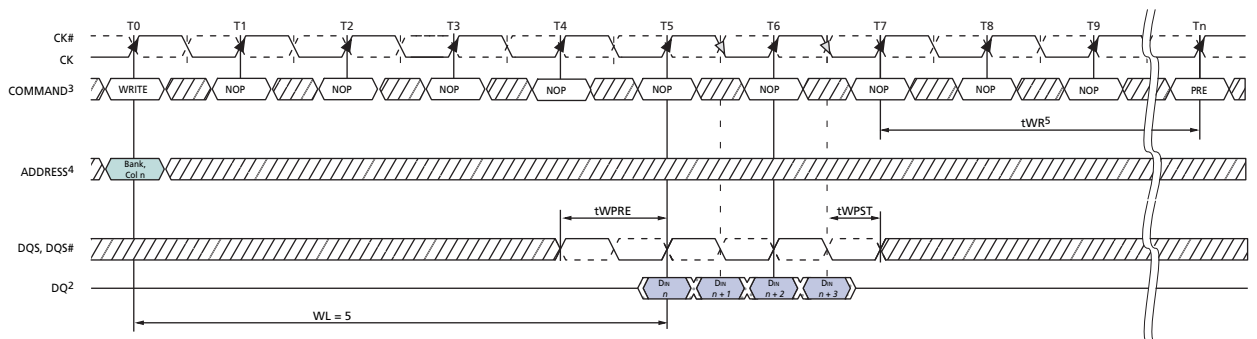 T0 T1 T2 T3 T4 T5 T6 T7 T8 T9 Tn
CK#
CK
COMMAND3 WRITE NOP NOP NOP NOP NOP NOP NOP NOP NOP PRE
tWR5
ADDRESS4 Bank,
Col n
tWPRE tWPST
DQS, DQS#
DQ2 DIN DIN DIN DIN
n n + 1 n + 2 n + 3
WL = 5